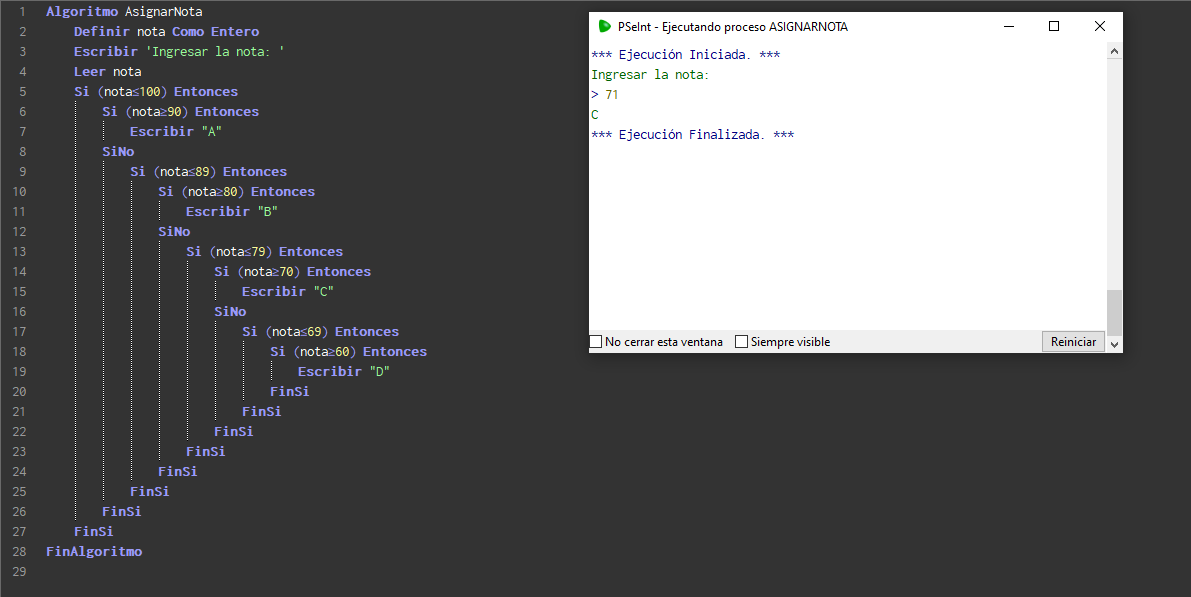 1 Algoritmo AsignarNota
2 Definir nota Como Entero
3 Escribir 'Ingresar la nota: '
4 Leer nota
5 Si (nota≤100) Entonces
6 Si (nota≥90) Entonces
7 Escribir "A"
8 SiNo
9 Si (nota≤89) Entonces
10 Si (nota≥80) Entonces
11 Escribir "B"
12 SiNo
13 Si (nota≤79) Entonces
14 Si (nota≥70) Entonces
15 Escribir "C"
16 SiNo
17 Si (nota≤69) Entonces
18 Si (nota≥60) Entonces
19 Escribir "D"
20 FinSi
21 FinSi
22 FinSi
23 FinSi
24 FinSi
25 FinSi
26 FinSi
27 FinSi
28 FinAlgoritmo
29
PSeInt - Ejecutando proceso ASIGNARNOTA
*** Ejecución Iniciada. ***
Ingresar la nota:
> 71
C
*** Ejecución Finalizada. ***
No cerrar esta ventana Siempre visible Reiniciar